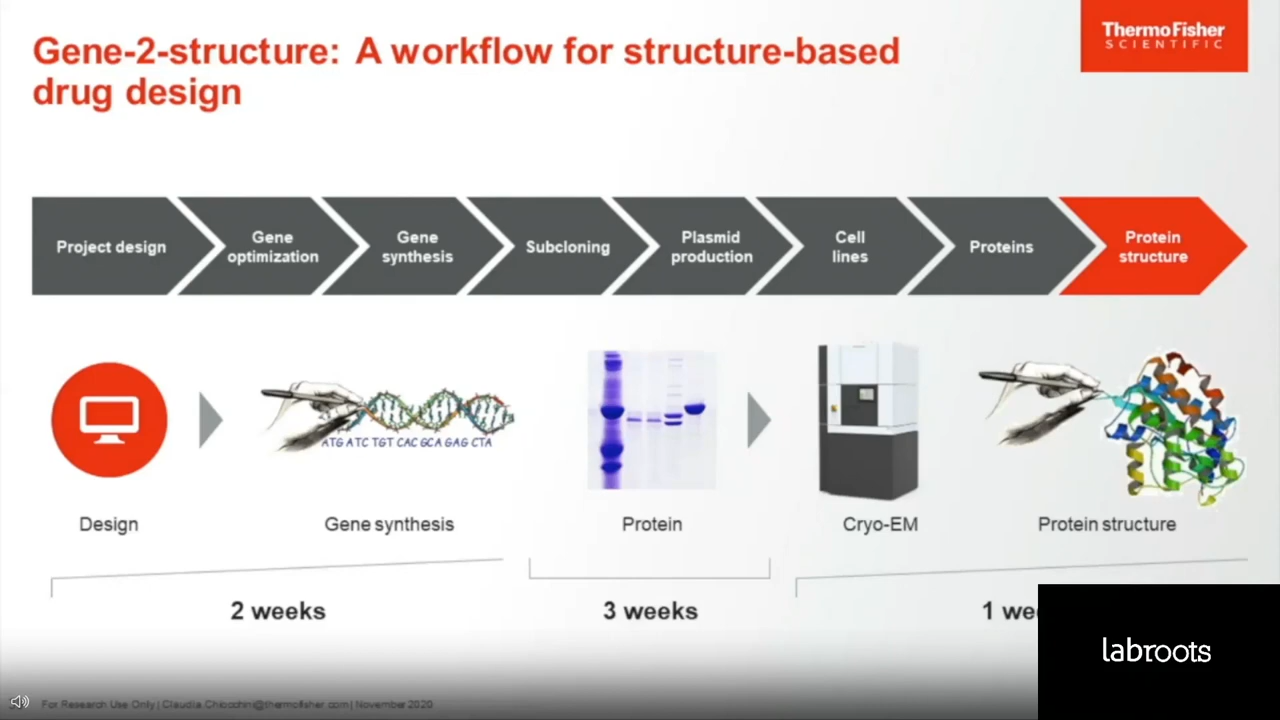 Gene-2-structure: A workflow for structure-based
drug design
ThermoFisher
SCIENTIFIC
Project design
Gene
optimization
Gene
synthesis
Subcloning
Plasmid
production
Cell
lines
Proteins
Protein
structure
ATG ATC TGT CAC GCA GAG CTA
Design
Gene synthesis
Protein
Cryo-EM
Protein structure
2 weeks
3 weeks
1
labroots
For Research Use Only | Claudia.Chicochini@thermofisher.com | November 2020